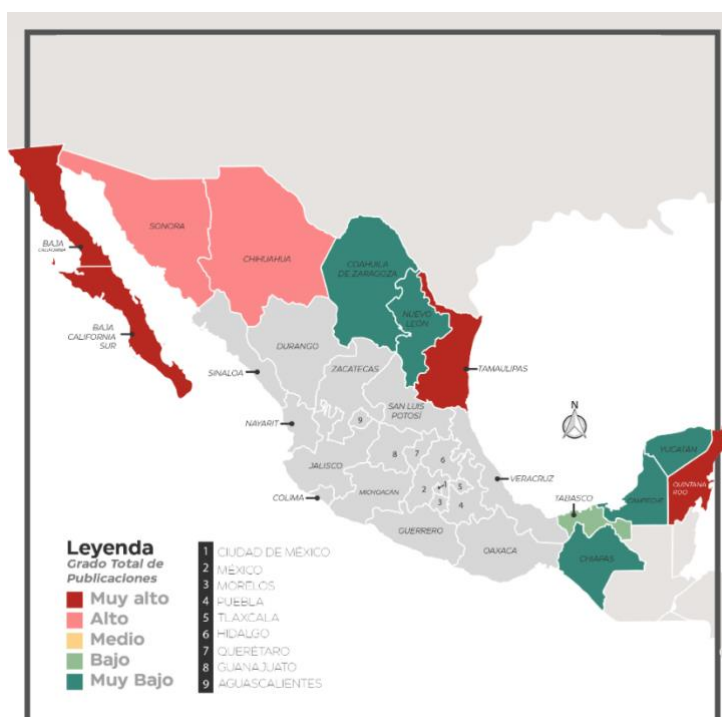 SONORA
CHIHUAHUA
BAJA
CALIFORNIA
COAHUILA
DE ZARAGOZA
NUEVO
LEÓN
BAJA
CALIFORNIA
SUR
DURANGO
SINALOA
ZACATECAS
TAMAULIPAS
SAN LUIS
POTOSÍ
NAYARIT
9
N
JALISCO
8
7
6
VERACRUZ
YUCATÁN
QUINTANA
ROO
CAMPECHE
COLIMA
MICHOACÁN
2
1
5
3
4
TABASCO
GUERRERO
OAXACA
CHIAPAS
Leyenda
Grado Total de
Publicaciones
Muy alto
Alto
Medio
Bajo
Muy Bajo
1 CIUDAD DE MÉXICO
2 MÉXICO
3 MORELOS
4 PUEBLA
5 TLAXCALA
6 HIDALGO
7 QUERÉTARO
8 GUANAJUATO
9 AGUASCALIENTES